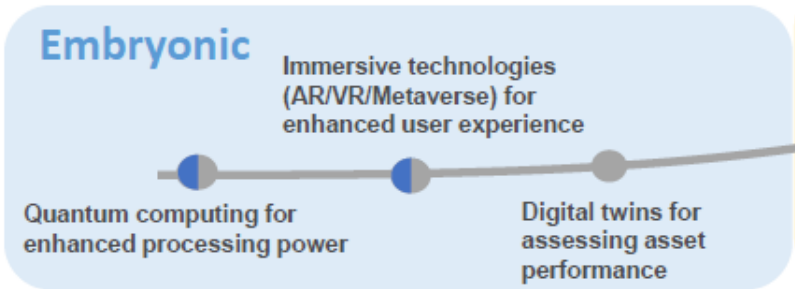 Embryonic
Immersive technologies
(AR/VR/Metaverse) for
enhanced user experience
Quantum computing for
enhanced processing power
Digital twins for
assessing asset
performance